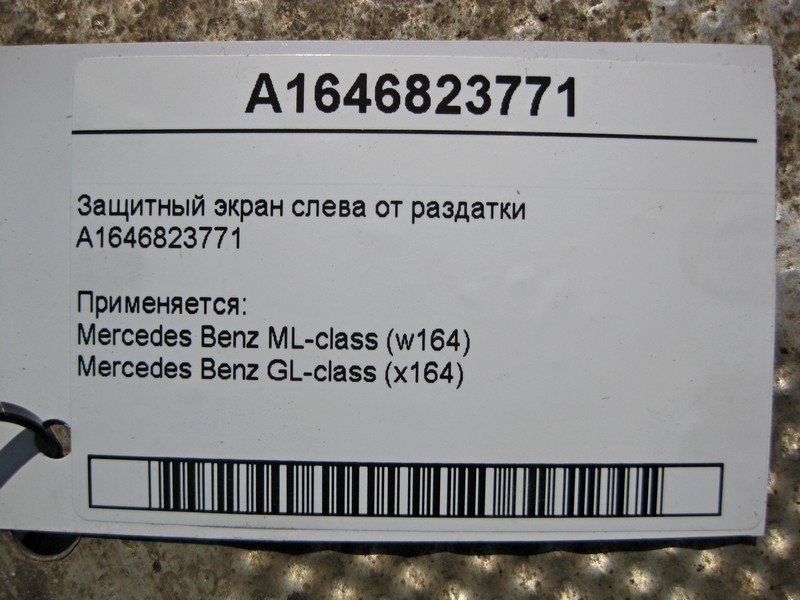 A1646823771
Защитный экран слева от раздатки
A1646823771
Применяется:
Mercedes Benz ML-class (w164)
Mercedes Benz GL-class (x164)